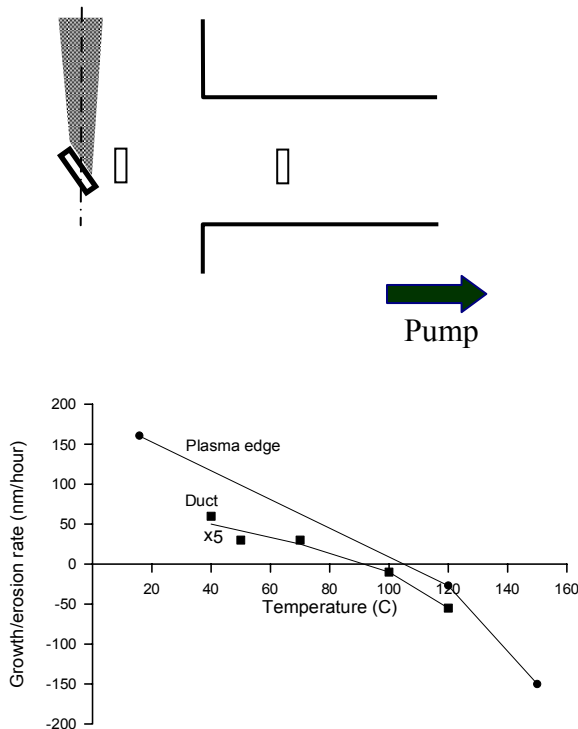 Pump
200
150
100
50
0
-50
-100
-150
-200
Growth/erosion rate (nm/hour)
Plasma edge
Duct
x5
20 40 60 80 100 120 140 160
Temperature (C)